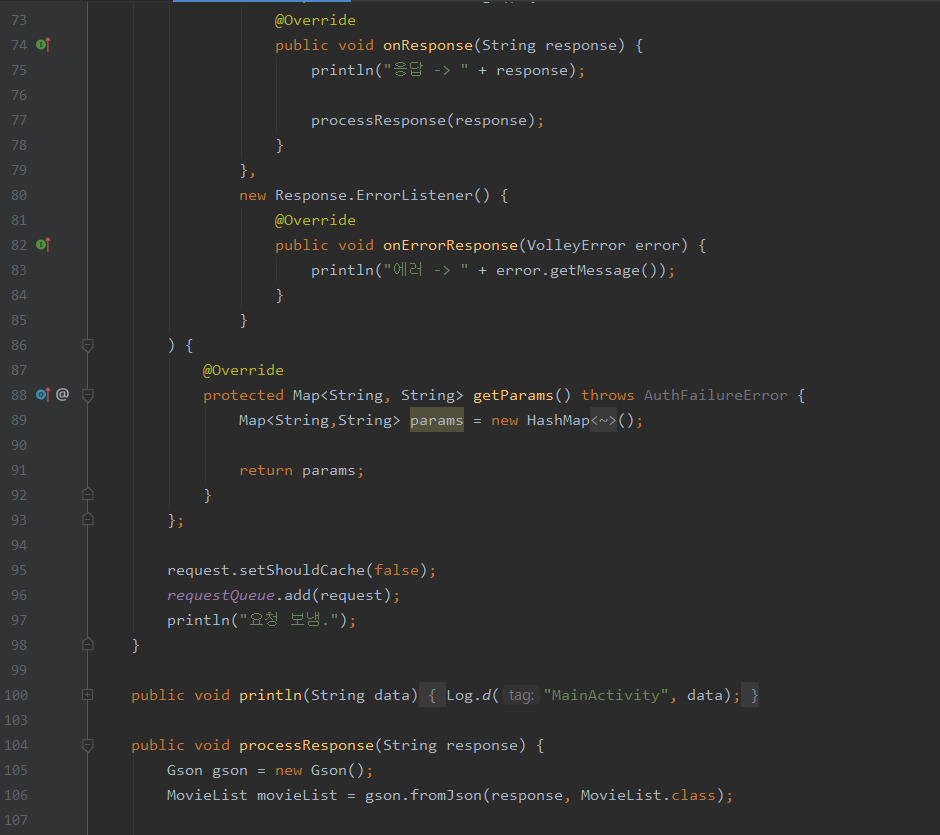 73 @Override
74 public void onResponse(String response) {
75 println("응답 -> " + response);
76
77 processResponse(response);
78 }
79 },
80 new Response.ErrorListener() {
81 @Override
82 public void onErrorResponse(VolleyError error) {
83 println("에러 -> " + error.getMessage());
84 }
85 }
86 ) {
87 @Override
88 @ protected Map<String, String> getParams() throws AuthFailureError {
89 Map<String,String> params = new HashMap<~>();
90
91 return params;
92 }
93 };
94
95 request.setShouldCache(false);
96 requestQueue.add(request);
97 println("요청 보냄.");
98 }
99
100 public void println(String data) { Log.d( tag: "MainActivity", data); }
103
104 public void processResponse(String response) {
105 Gson gson = new Gson();
106 MovieList movieList = gson.fromJson(response, MovieList.class);
107